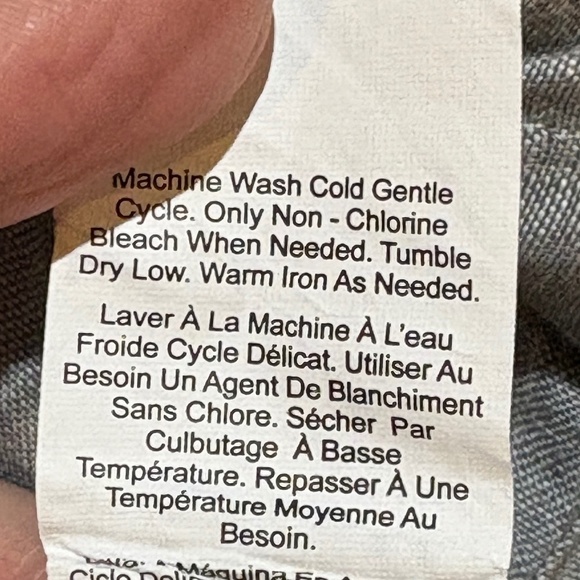 Machine Wash Cold Gentle
Cycle. Only Non - Chlorine
Bleach When Needed. Tumble
Dry Low. Warm Iron As Needed.
Laver À La Machine À L'eau
Froide Cycle Délicat. Utiliser Au
Besoin Un Agent De Blanchiment
Sans Chlore. Sécher Par
Culbutage À Basse
Température. Repasser À Une
Température Moyenne Au
Besoin.
Máquina
Ciclo